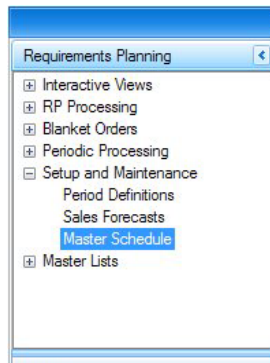 Requirements Planning
Interactive Views
RP Processing
Blanket Orders
Periodic Processing
Setup and Maintenance
Period Definitions
Sales Forecasts
Master Schedule
Master Lists